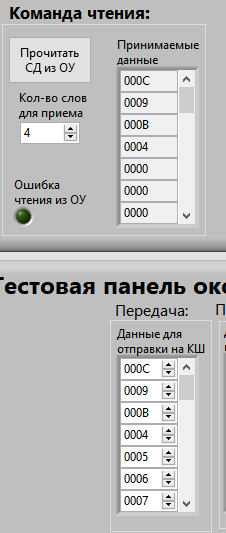 Команда чтения:
Прочитать
СД из ОУ
Кол-во слов
для приема
4
Ошибка
чтения из ОУ
Принимаемые
данные
000C
0009
000B
0004
0000
0000
0000
Тестовая панель око
Передача:
Данные для
отправки на КШ
000C
0009
000B
0004
0005
0006
0007